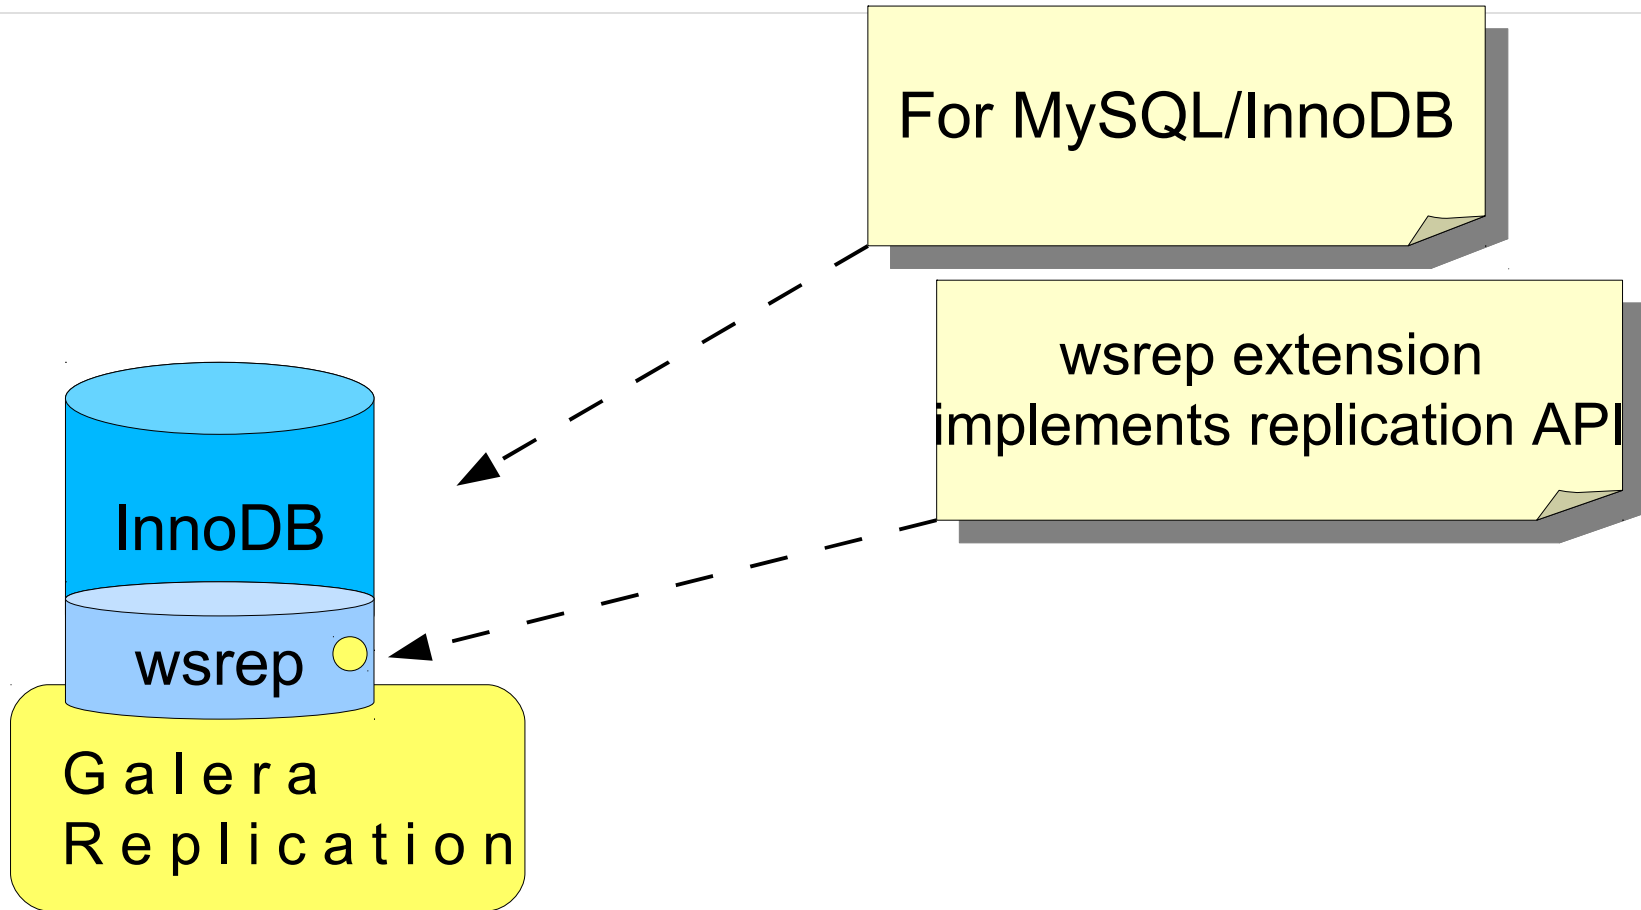 For MySQL/InnoDB
wsrep extension
implements replication API
InnoDB
wsrep
Galera
Replication